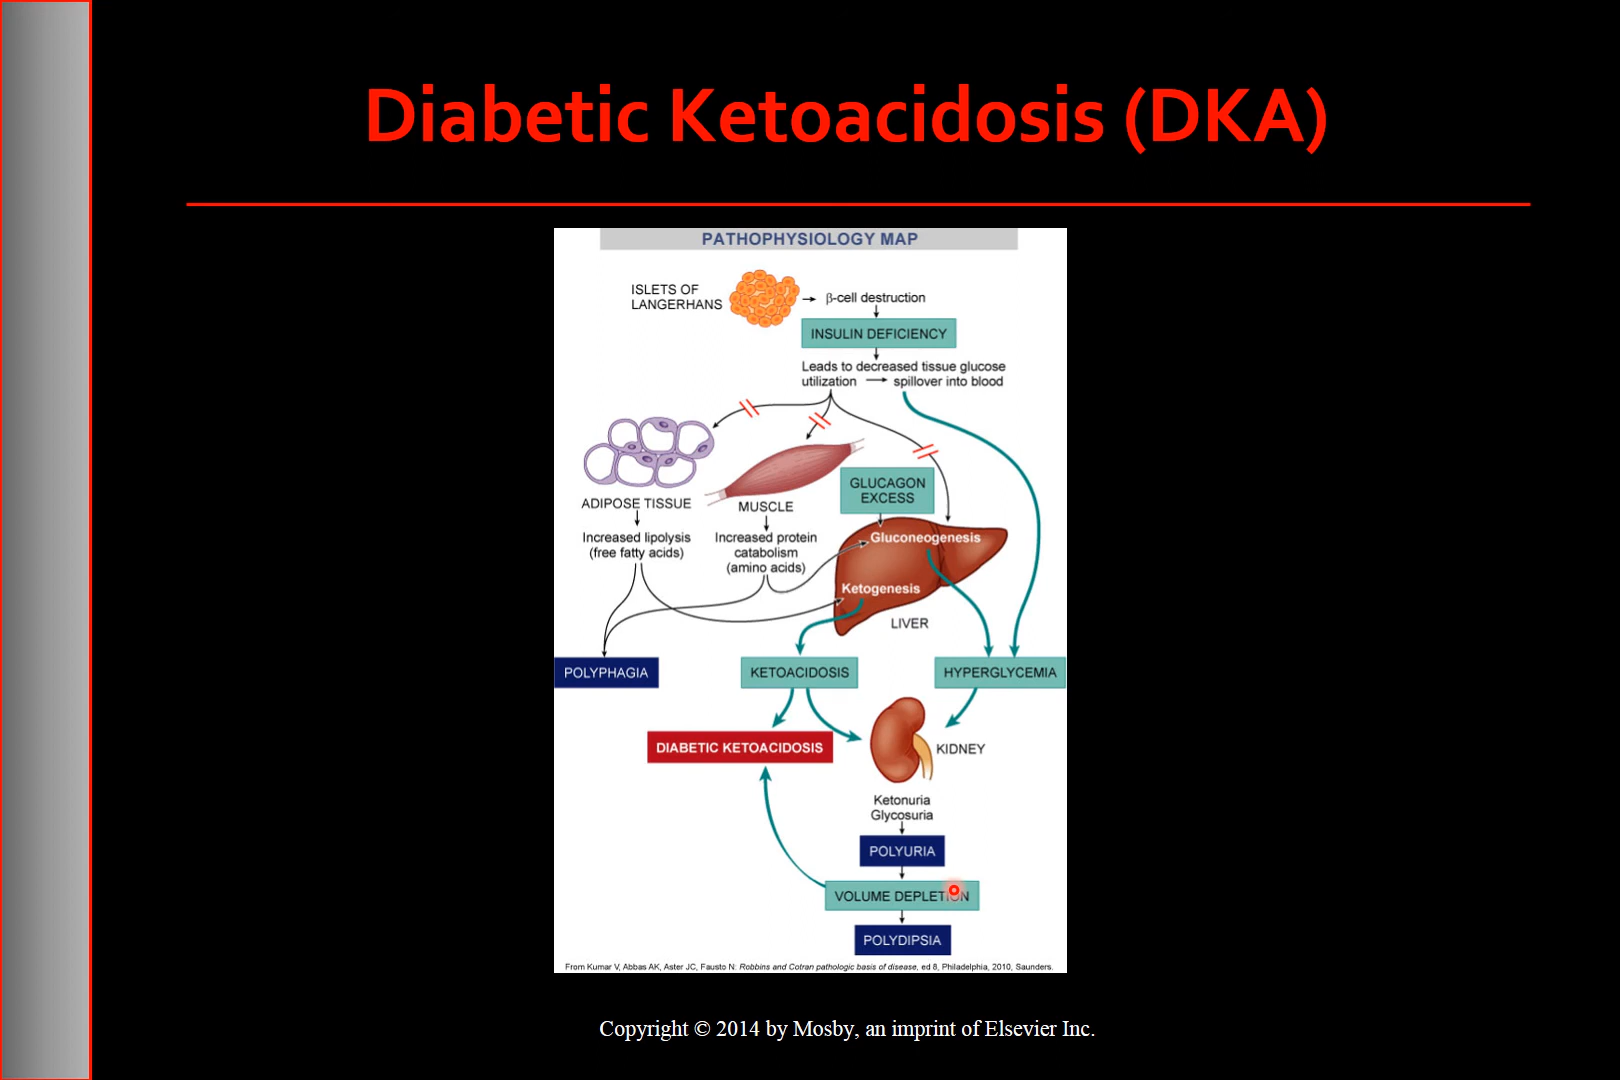 Diabetic Ketoacidosis (DKA)
PATHOPHYSIOLOGY MAP
ISLETS OF
LANGERHANS
β-cell destruction
INSULIN DEFICIENCY
Leads to decreased tissue glucose
utilization
spillover into blood
ADIPOSE TISSUE
Increased lipolysis
(free fatty acids)
MUSCLE
Increased protein
catabolism
(amino acids)
GLUCAGON
EXCESS
Gluconeogenesis
Ketogenesis
LIVER
POLYPHAGIA
KETOACIDOSIS
HYPERGLYCEMIA
DIABETIC KETOACIDOSIS
KIDNEY
Ketonuria
Glycosuria
POLYURIA
VOLUME DEPLETION
POLYDIPSIA
From Kumar V, Abbas AK, Aster JC, Fausto N: Robbins and Cotran pathologic basis of disease, ed 8, Philadelphia, 2010, Saunders.
Copyright © 2014 by Mosby, an imprint of Elsevier Inc.